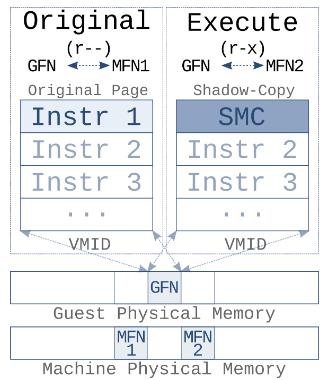 Original
(r--)
GFN MFN1
Original Page
Instr 1
Instr 2
Instr 3
...
VMID
Execute
(r-x)
GFN MFN2
Shadow-Copy
SMC
Instr 2
Instr 3
...
VMID
GFN
Guest Physical Memory
MFN
1
MFN
2
Machine Physical Memory